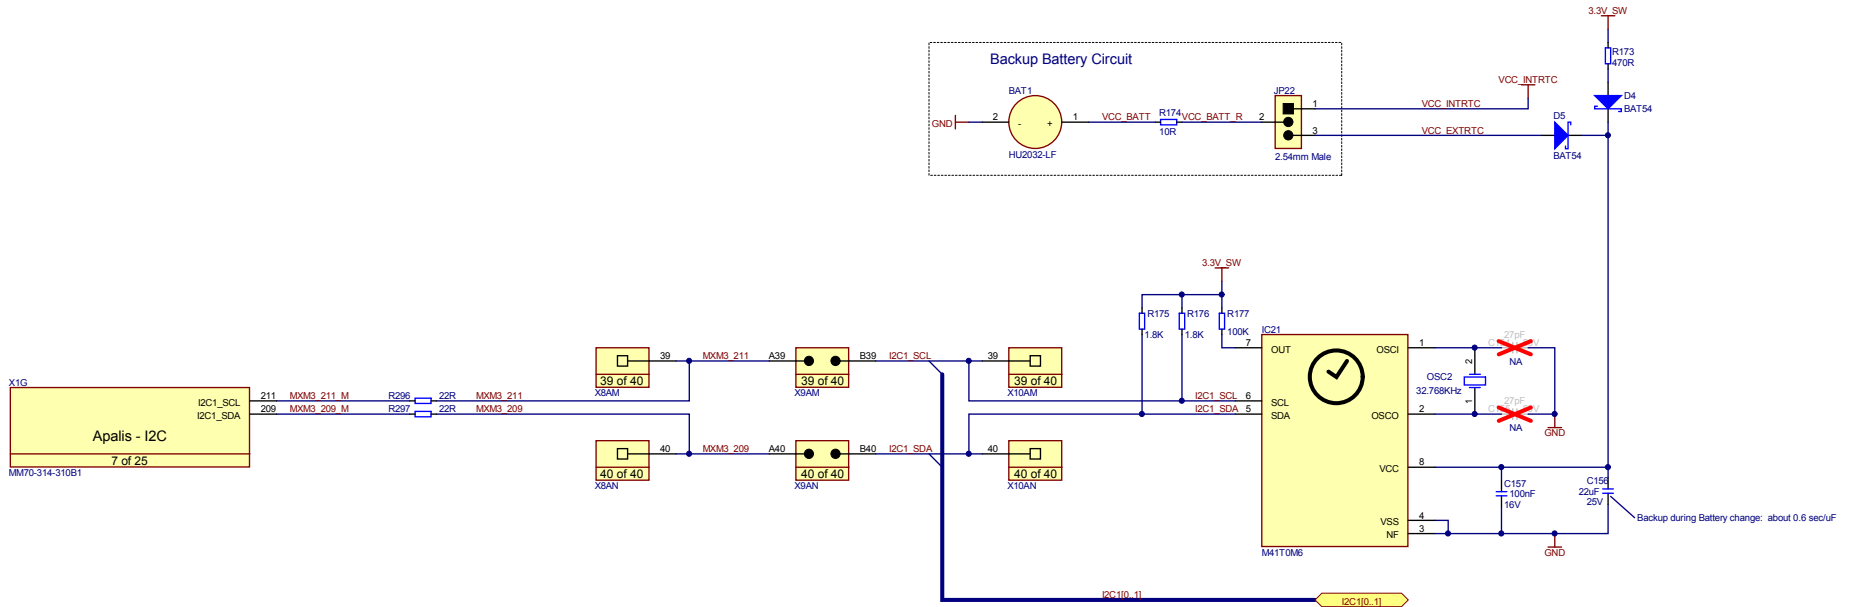 3.3V_SW
R173
470R
D4
BAT54
Backup Battery Circuit
BAT1
GND
2
-
+
1
VCC_BATT
R174
10R
VCC_BATT_R
HU2032-LF
JP22
2
1
3
2.54mm Male
VCC_INTRTC
VCC_INTRTC
VCC_EXTRTC
D5
BAT54
X1G
I2C1_SCL
I2C1_SDA
Apalis - I2C
7 of 25
MM70-314-310B1
211
209
MXM3_211_M
MXM3_209_M
R296
R297
22R
22R
MXM3_211
MXM3_209
39
39 of 40
X8AM
MXM3_211
A39
39 of 40
X9AM
B39
I2C1_SCL
39
39 of 40
X10AM
40
40 of 40
X8AN
MXM3_209
A40
40 of 40
X9AN
B40
I2C1_SDA
40
40 of 40
X10AN
3.3V_SW
R175
1.8K
R176
1.8K
R177
100K
I2C1_SCL
I2C1_SDA
IC21
7
OUT
6
SCL
5
SDA
OSCI
1
OSCO
2
VCC
8
VSS
4
NF
3
M41T0M6
OSC2
32.768KHz
2
1
27pF
NA
27pF
NA
GND
C157
100nF
16V
C156
22uF
25V
Backup during Battery change: about 0.6 sec/uF
GND
I2C1[0..1]
I2C1[0..1]